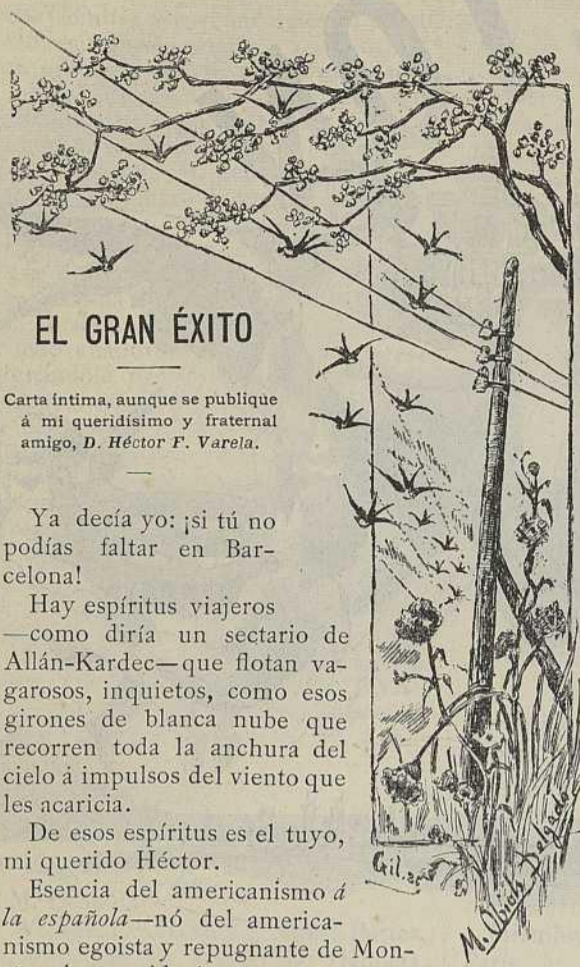 EL GRAN ÉXITO
Carta íntima, aunque se publique
á mi queridísimo y fraternal
amigo, D. Héctor F. Varela.
Ya decía yo: ¡si tú no
podías faltar en Bar-
celona!
Hay espíritus viajeros
—como diría un sectario de
Allán-Kardec—que flotan va-
garosos, inquietos, como esos
girones de blanca nube que
recorren toda la anchura del
cielo á impulsos del viento que
les acaricia.
De esos espíritus es el tuyo,
mi querido Héctor.
Esencia del americanismo á
la española—nó del america-
nismo egoista y repugnante de Mon-
Gil.
Delgado